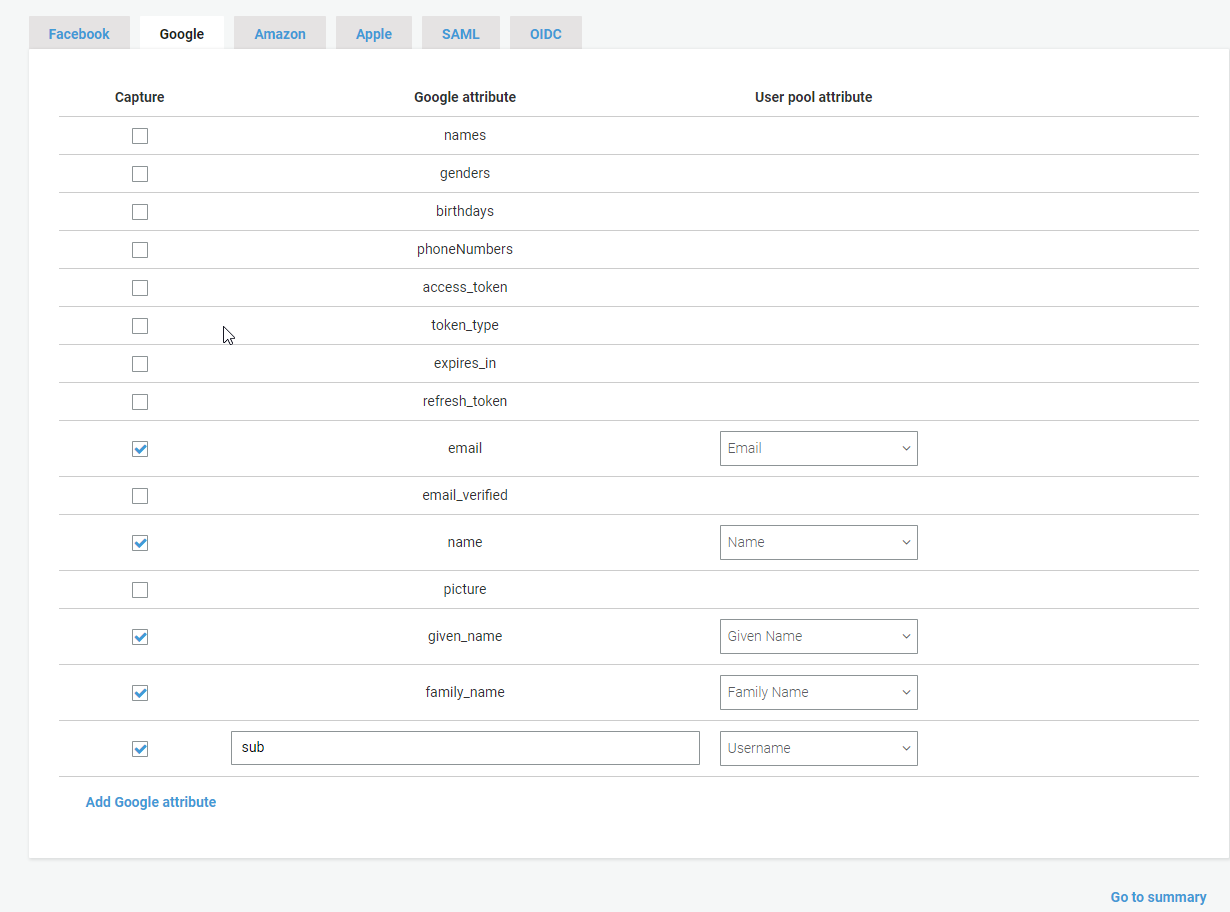 Facebook Google Amazon Apple SAML OIDC
Capture Google attribute User pool attribute
names
genders
birthdays
phoneNumbers
access_token
token_type
expires_in
refresh_token
email Email
email_verified
name Name
picture
given_name Given Name
family_name Family Name
sub Username
Add Google attribute
Go to summary